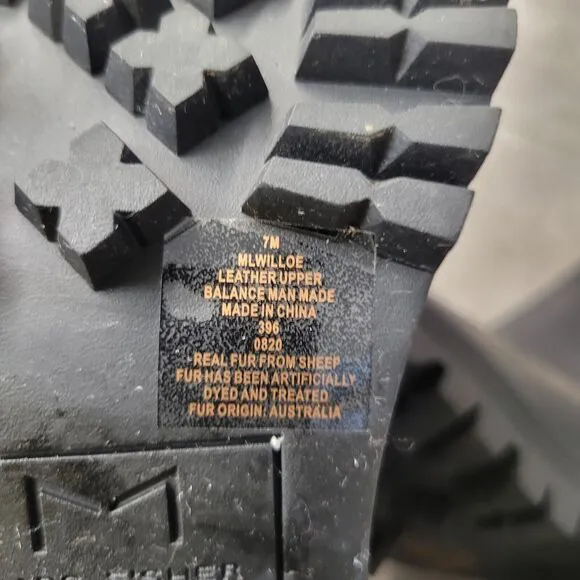 7M
MLWILLOE
LEATHER UPPER
BALANCE MAN MADE
MADE IN CHINA
396
0820
REAL FUR FROM SHEEP
FUR HAS BEEN ARTIFICIALLY
DYED AND TREATED
FUR ORIGIN: AUSTRALIA
M
FISHER